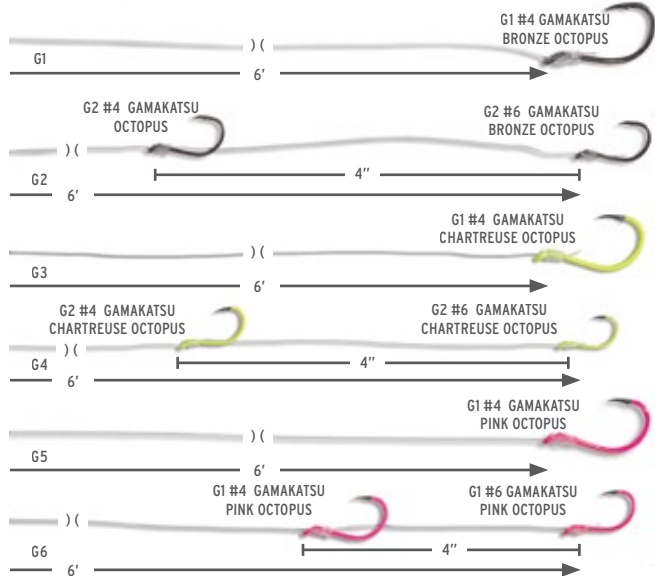 G1 #4 GAMAKATSU
BRONZE OCTOPUS
)(
G1
6'
G2 #4 GAMAKATSU
OCTOPUS
G2 #6 GAMAKATSU
BRONZE OCTOPUS
)(
4"
G2
6'
G1 #4 GAMAKATSU
CHARTREUSE OCTOPUS
)(
G3
6'
G2 #4 GAMAKATSU
CHARTREUSE OCTOPUS
G2 #6 GAMAKATSU
CHARTREUSE OCTOPUS
)(
4"
G4
6'
G1 #4 GAMAKATSU
PINK OCTOPUS
)(
G5
6'
G1 #4 GAMAKATSU
PINK OCTOPUS
G1 #6 GAMAKATSU
PINK OCTOPUS
)(
4"
G6
6'